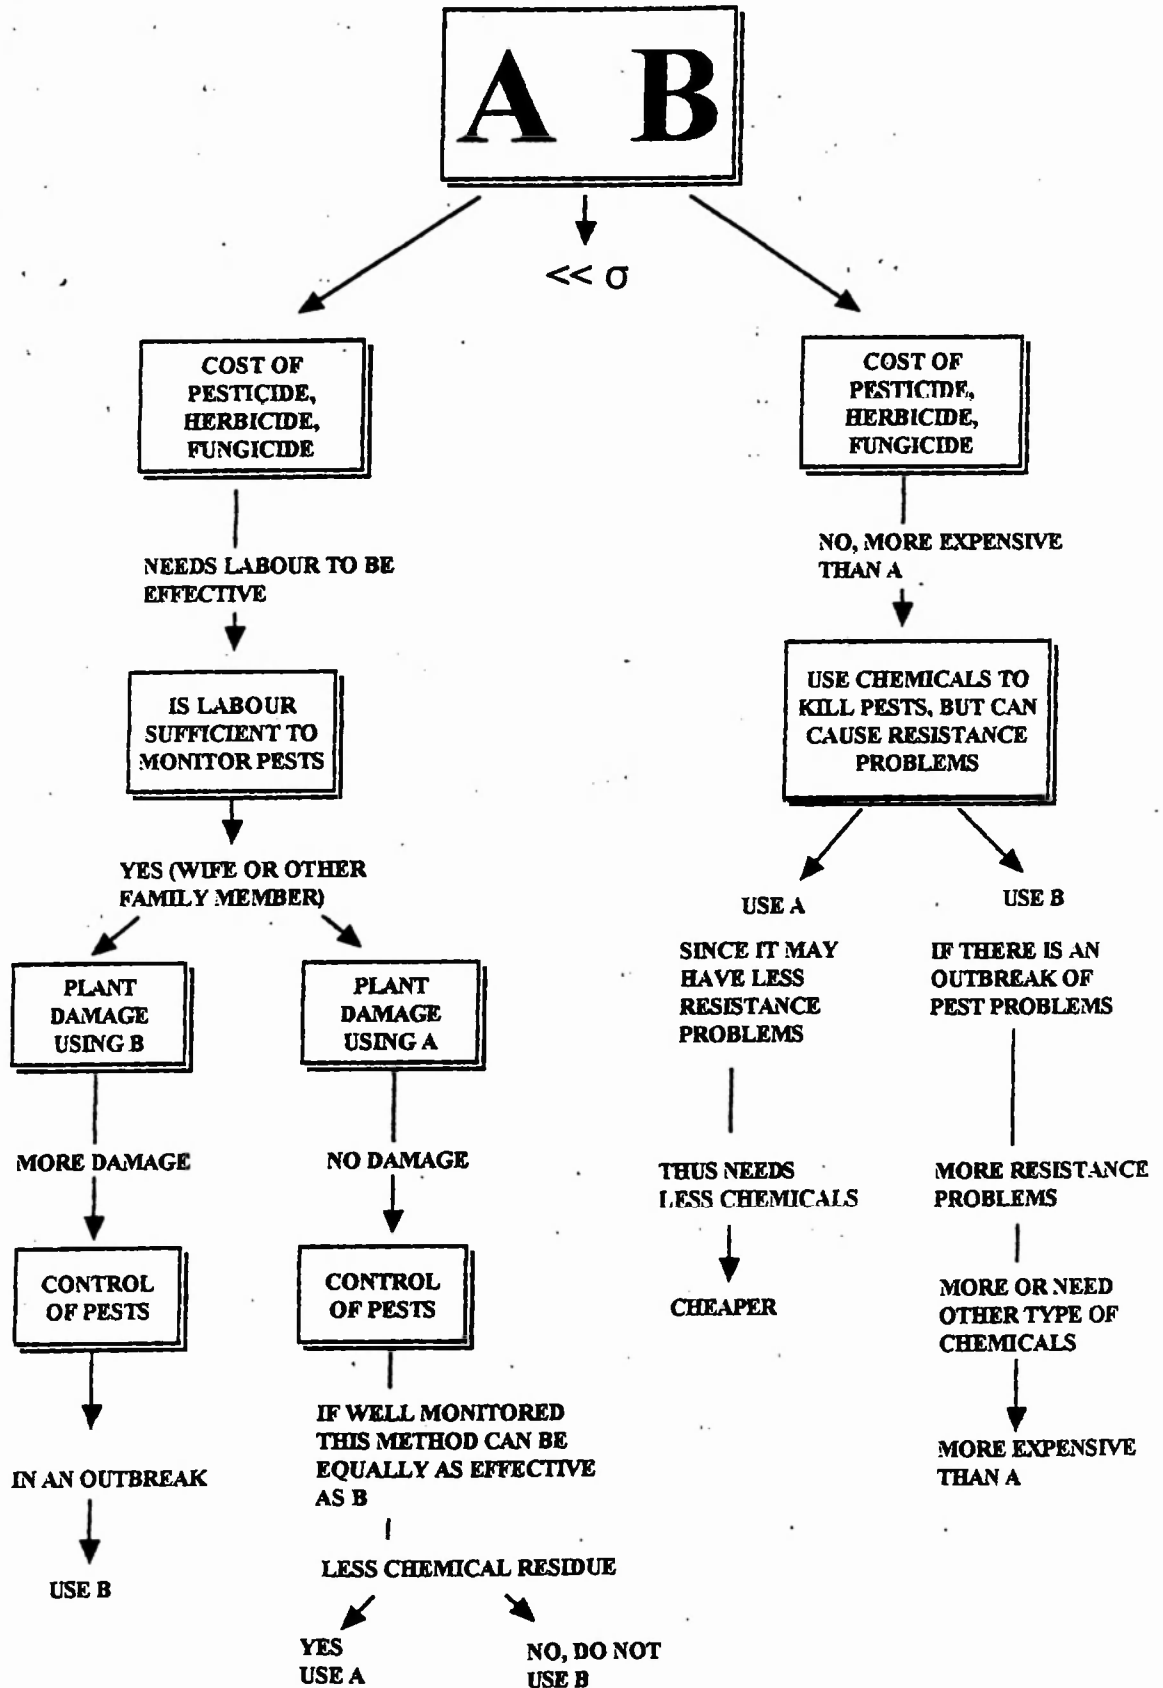 A B
<< σ
COST OF
PESTICIDE,
HERBICIDE,
FUNGICIDE
NEEDS LABOUR TO BE
EFFECTIVE
IS LABOUR
SUFFICIENT TO
MONITOR PESTS
YES (WIFE OR OTHER
FAMILY MEMBER)
PLANT
DAMAGE
USING B
MORE DAMAGE
CONTROL
OF PESTS
IN AN OUTBREAK
USE B
PLANT
DAMAGE
USING A
NO DAMAGE
CONTROL
OF PESTS
IF WELL MONITORED
THIS METHOD CAN BE
EQUALLY AS EFFECTIVE
AS B
LESS CHEMICAL RESIDUE
YES
USE A
NO, DO NOT
USE B
COST OF
PESTICIDE,
HERBICIDE,
FUNGICIDE
NO, MORE EXPENSIVE
THAN A
USE CHEMICALS TO
KILL PESTS, BUT CAN
CAUSE RESISTANCE
PROBLEMS
USE A
SINCE IT MAY
HAVE LESS
RESISTANCE
PROBLEMS
THUS NEEDS
LESS CHEMICALS
CHEAPER
USE B
IF THERE IS AN
OUTBREAK OF
PEST PROBLEMS
MORE RESISTANCE
PROBLEMS
MORE OR NEED
OTHER TYPE OF
CHEMICALS
MORE EXPENSIVE
THAN A